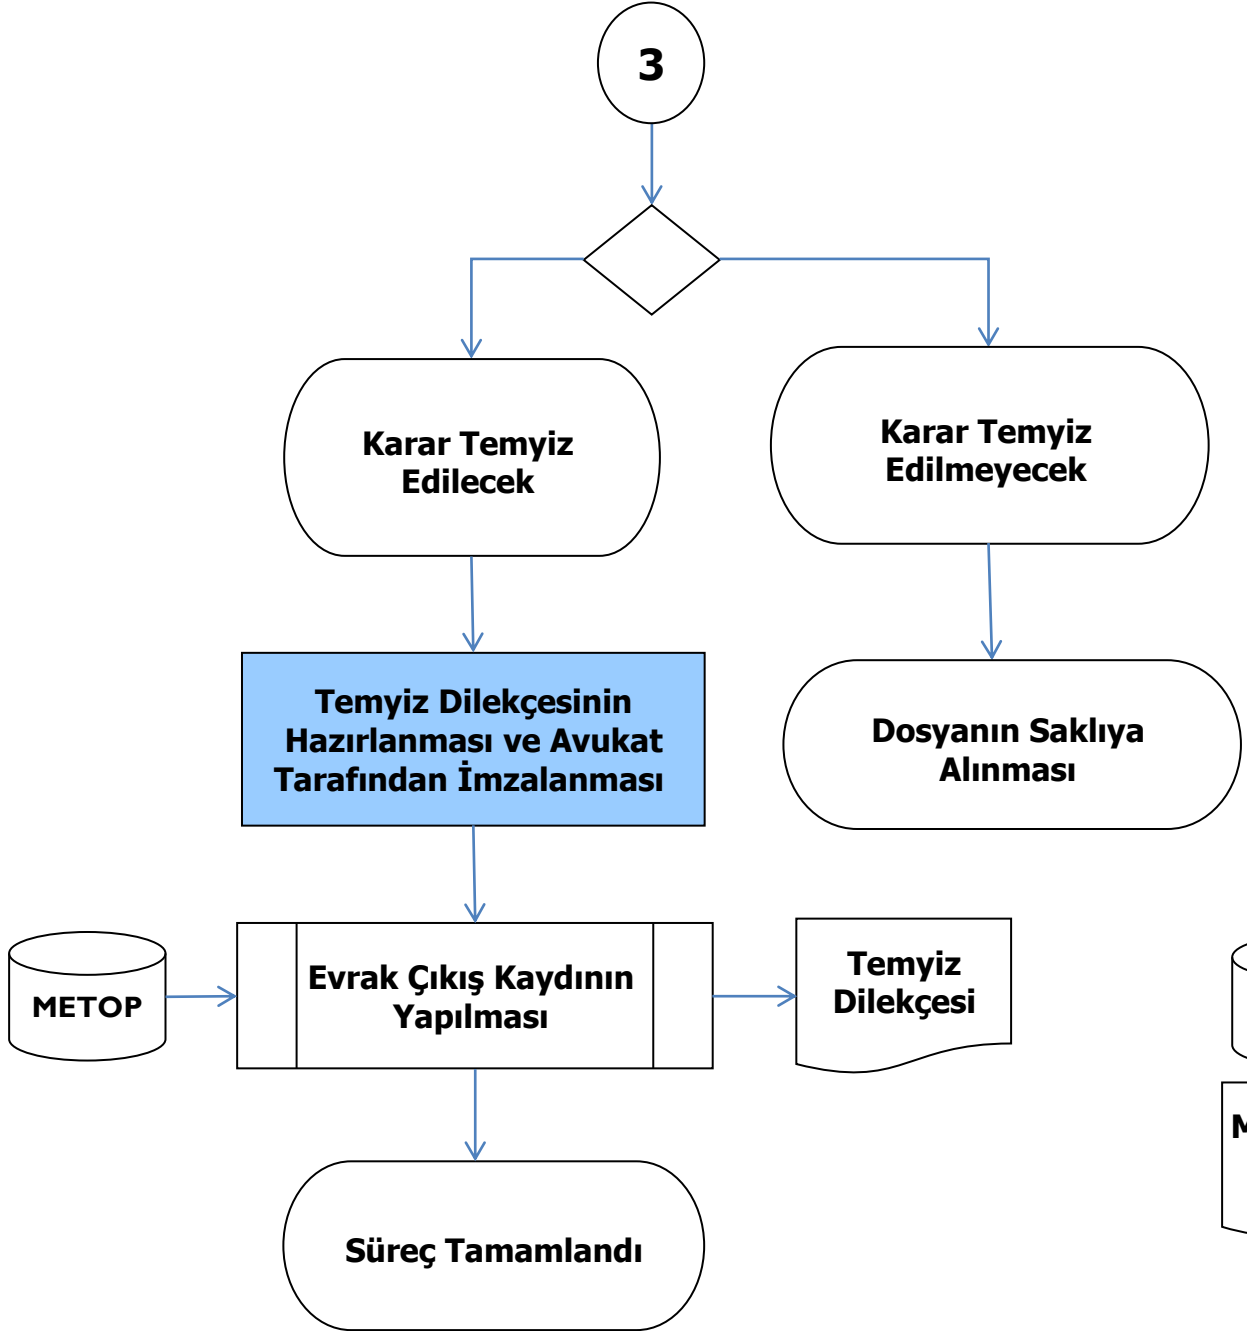 3
Karar Temyiz
Edilecek
Karar Temyiz
Edilmeyecek
Temyiz Dilekçesinin
Hazırlanması ve Avukat
Tarafından İmzalanması
Dosyanın Saklıya
Alınması
METOP
Evrak Çıkış Kaydının
Yapılması
Temyiz
Dilekçesi
Süreç Tamamlandı